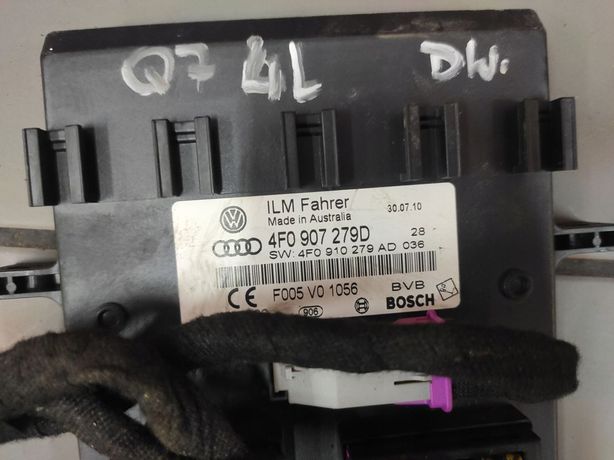 Q7 4L DW.
ILM Fahrer
30.07.10
Made in Australia
4F0 907 279D 28
SW: 4F0 910 279 AD 036
CE F005 V0 1056 BVB
906 BOSCH